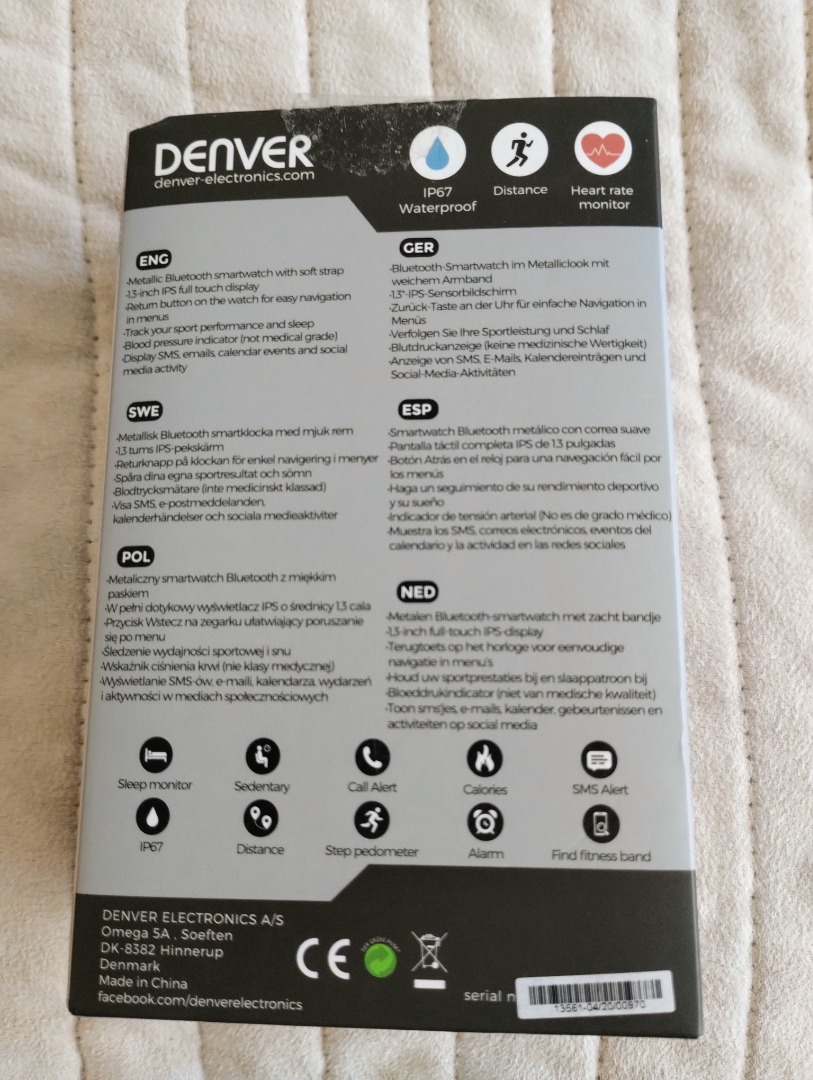 DENVER
denver-electronics.com
IP67
Waterproof
Distance
Heart rate
monitor
ENG
•Metallic Bluetooth smartwatch with soft strap
•1.3-inch IPS full touch display
•Return button on the watch for easy navigation
in menus
•Track your sport performance and sleep
•Blood pressure indicator (not medical grade)
•Display SMS, emails, calendar events and social
media activity
GER
•Bluetooth-Smartwatch im Metalliclook mit
weichem Armband
•1,3"-IPS-Sensorbildschirm
•Zurück-Taste an der Uhr für einfache Navigation in
Menüs
•Verfolgen Sie Ihre Sportleistung und Schlaf
•Blutdruckanzeige (keine medizinische Wertigkeit)
•Anzeige von SMS, E-Mails, Kalendereinträgen und
Social-Media-Aktivitäten
SWE
•Metallisk Bluetooth smartklocka med mjuk rem
•1,3 tums IPS-pekskärm
•Returknapp på klockan för enkel navigering i menyer
•Spåra dina egna sportresultat och sömn
•Blodtrycksmätare (inte medicinskt klassad)
•Visa SMS, e-postmeddelanden,
kalenderhändelser och sociala medieaktiviter
ESP
•Smartwatch Bluetooth metálico con correa suave
•Pantalla táctil completa IPS de 1.3 pulgadas
•Botón Atrás en el reloj para una navegación fácil por
los menús
•Haga un seguimiento de su rendimiento deportivo
y su sueño
•Indicador de tensión arterial (No es de grado médico)
•Muestra los SMS, correos electrónicos, eventos del
calendario y la actividad en las redes sociales
POL
•Metaliczny smartwatch Bluetooth z miękkim
paskiem
•W pełni dotykowy wyświetlacz IPS o średnicy 1.3 cala
•Przycisk Wstecz na zegarku ułatwiający poruszanie
się po menu
•Śledzenie wydajności sportowej i snu
•Wskaźnik ciśnienia krwi (nie klasy medycznej)
•Wyświetlanie SMS-ów, e-maili, kalendarza, wydarzeń
i aktywności w mediach społecznościowych
NED
•Metalen Bluetooth-smartwatch met zacht bandje
•1,3-inch full-touch IPS-display
•Terugtoets op het horloge voor eenvoudige
navigatie in menu's
•Houd uw sportprestaties bij en slaappatroon bij
•Bloeddrukindicator (niet van medische kwaliteit)
•Toon sms'jes, e-mails, kalender, gebeurtenissen en
activiteiten op social media
Sleep monitor
Sedentary
Call Alert
Calories
SMS Alert
IP67
Distance
Step pedometer
Alarm
Find fitness band
DENVER ELECTRONICS A/S
Omega 5A , Soeften
DK-8382 Hinnerup
Denmark
Made in China
facebook.com/denverelectronics
CE
DER GRÜNE PUNKT
serial n
13561-04/20/00970